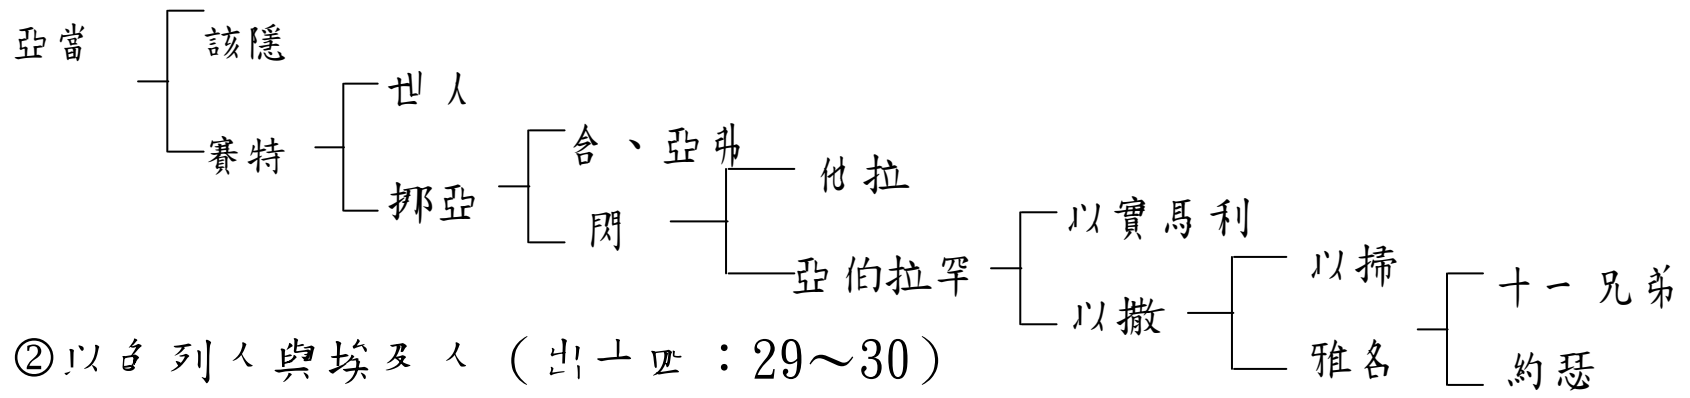 亞當
該隱
賽特
世人
挪亞
含、亞弗
閃
他拉
亞伯拉罕
以實馬利
以撒
以掃
雅各
十一兄弟
約瑟
②以色列人與埃及人（出十四：29～30）